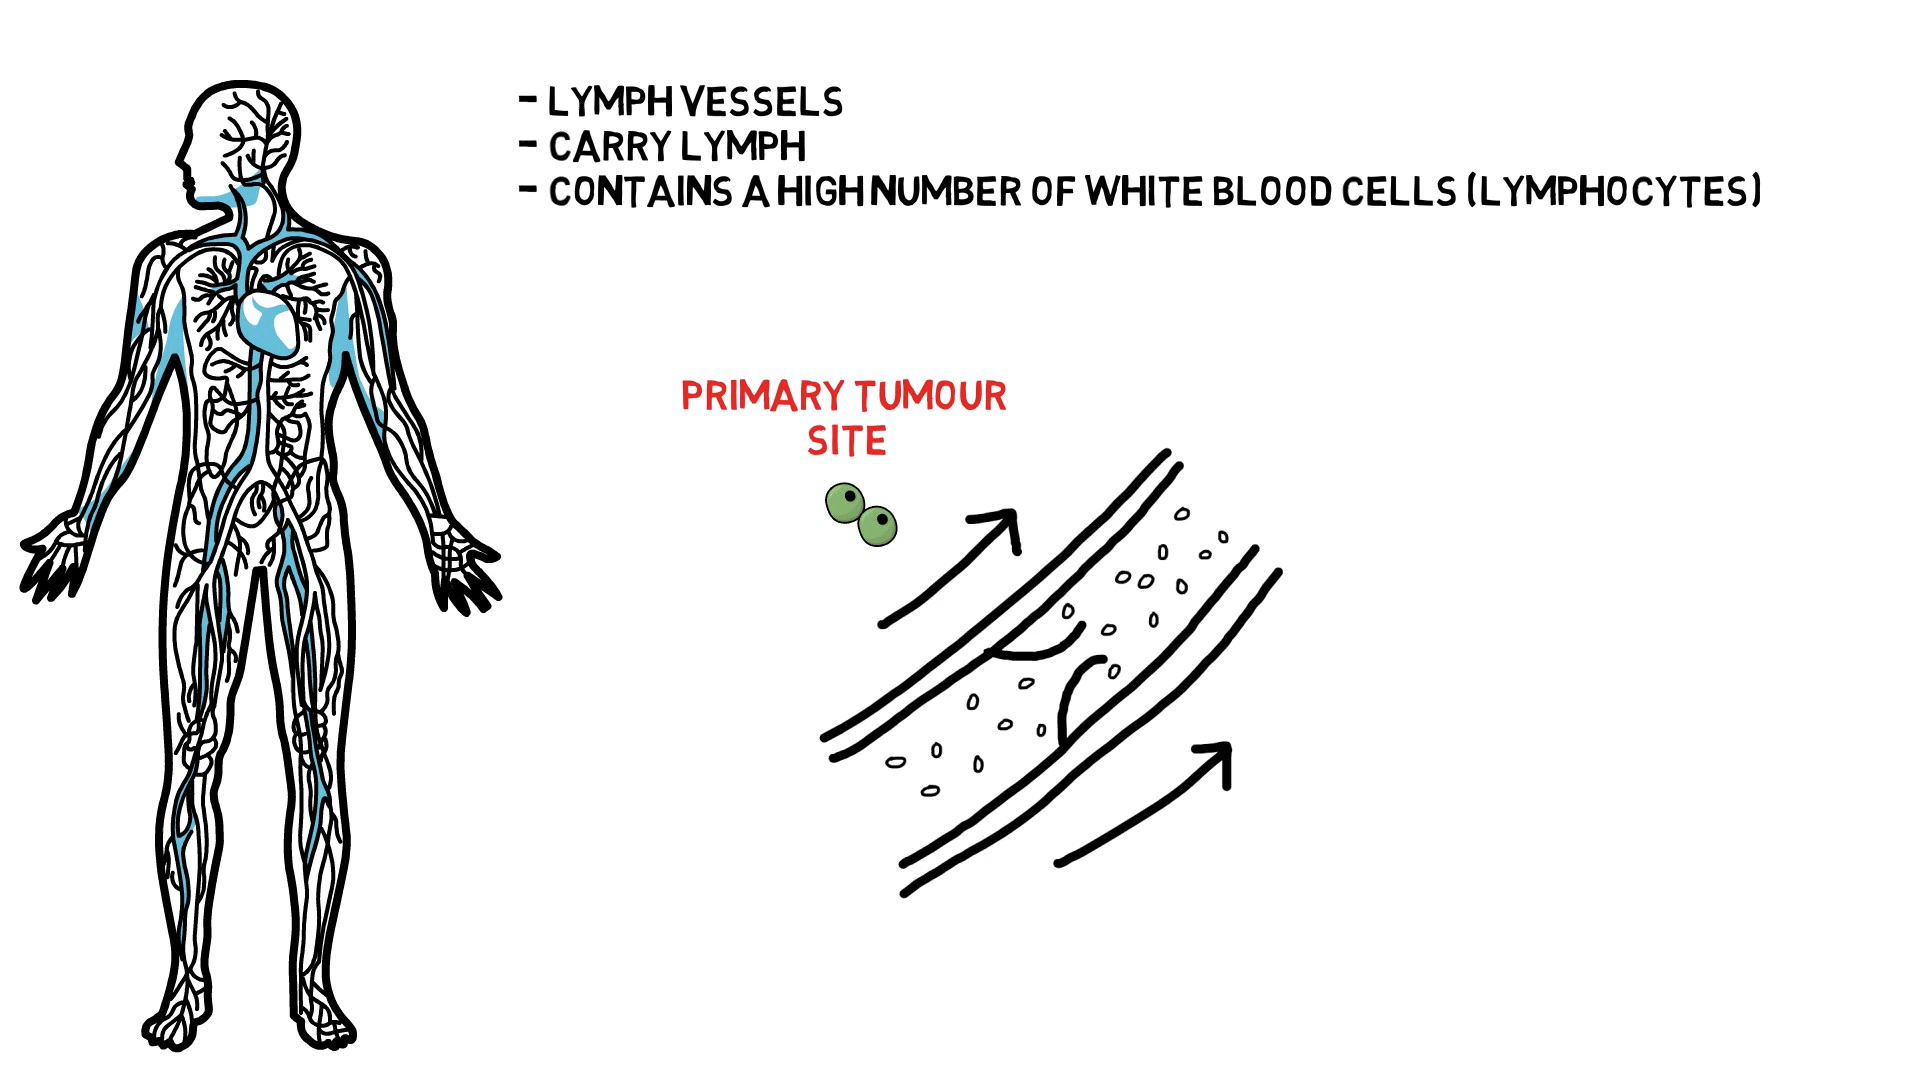 - LYMPH VESSELS
- CARRY LYMPH
- CONTAINS A HIGH NUMBER OF WHITE BLOOD CELLS (LYMPHOCYTES)
PRIMARY TUMOUR
SITE